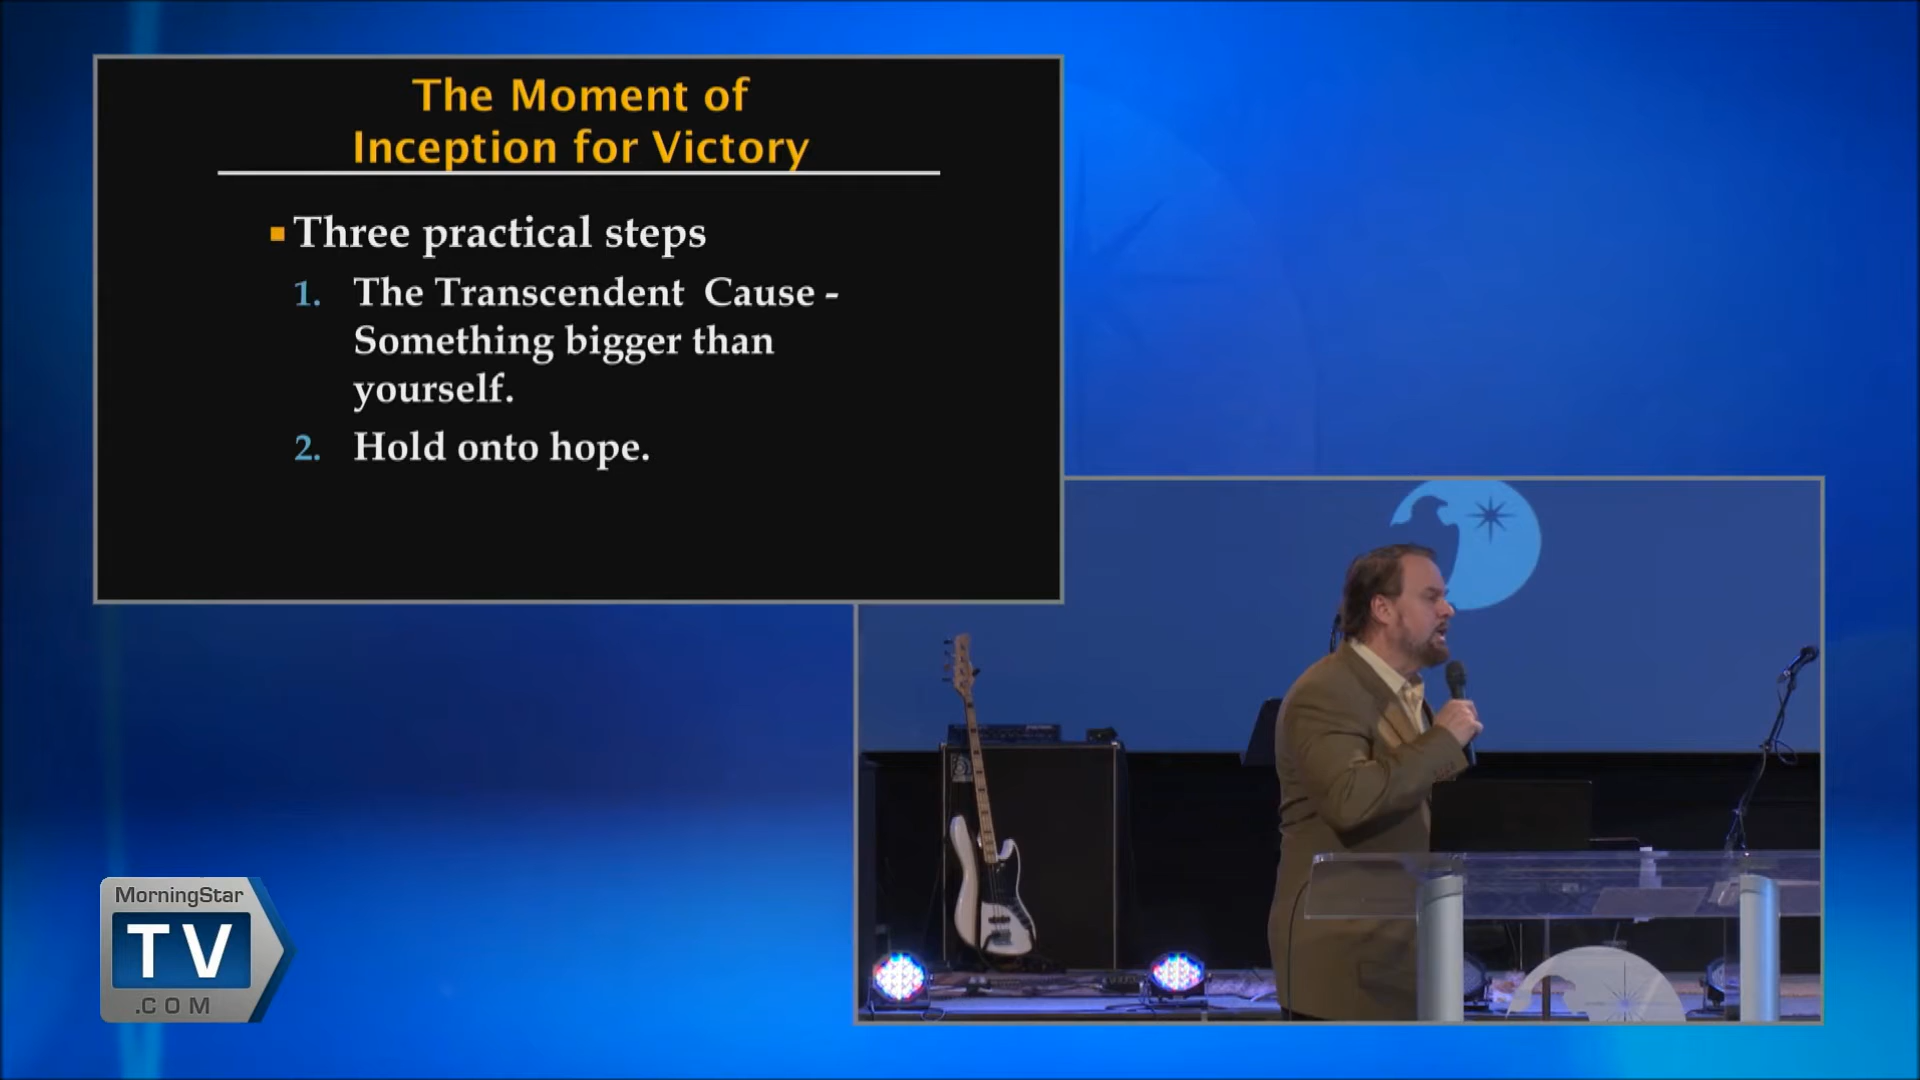 The Moment of
Inception for Victory
Three practical steps
1. The Transcendent Cause -
Something bigger than
yourself.
2. Hold onto hope.
MorningStar
TV
.COM